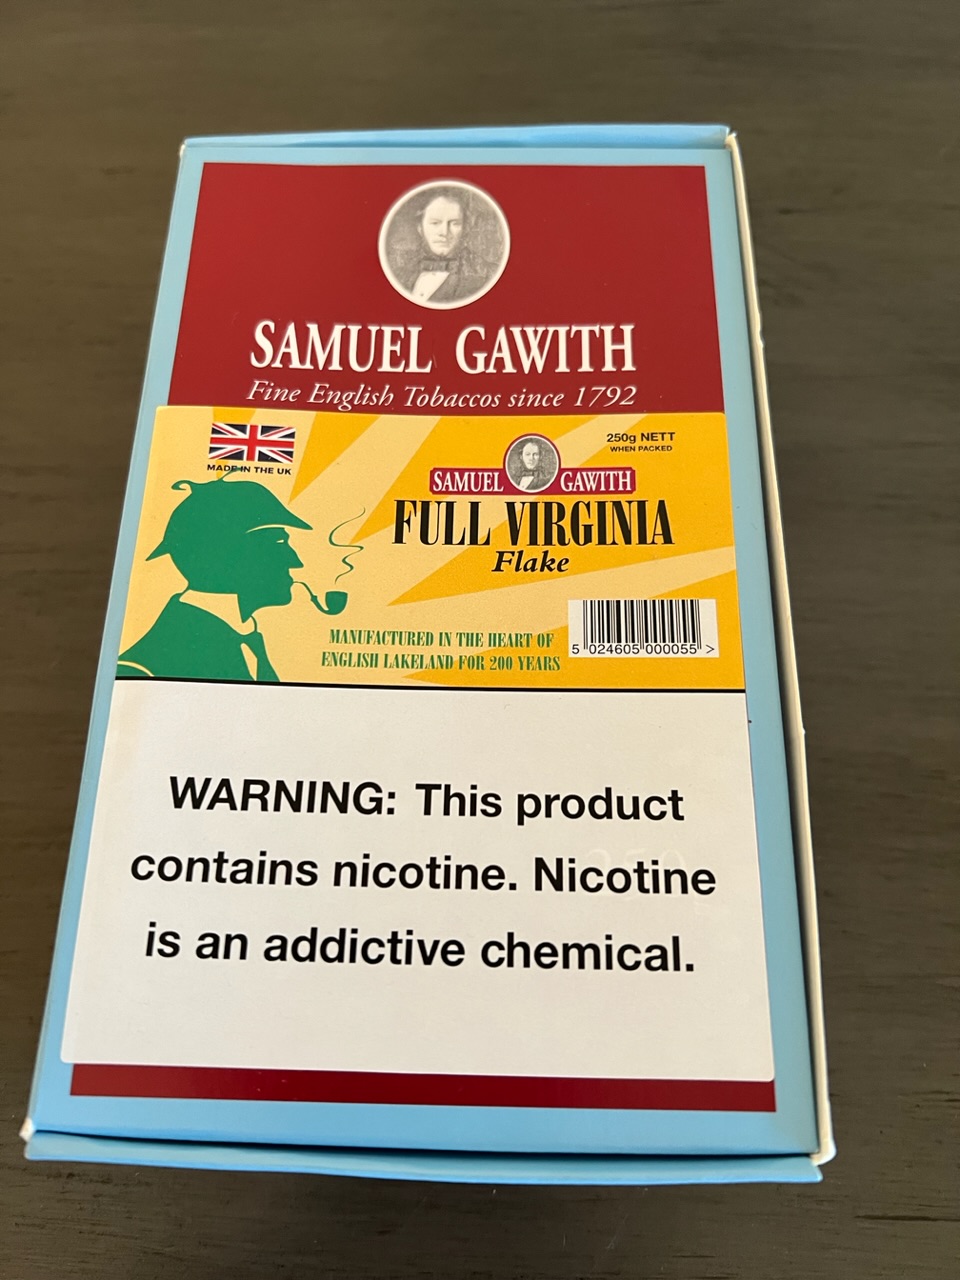 SAMUEL GAWITH
Fine English Tobaccos since 1792
MADE IN THE UK
250g NETT
WHEN PACKED
SAMUEL GAWITH
FULL VIRGINIA
Flake
MANUFACTURED IN THE HEART OF
ENGLISH LAKELAND FOR 200 YEARS
5 024605 000055 >
WARNING: This product
contains nicotine. Nicotine
is an addictive chemical.